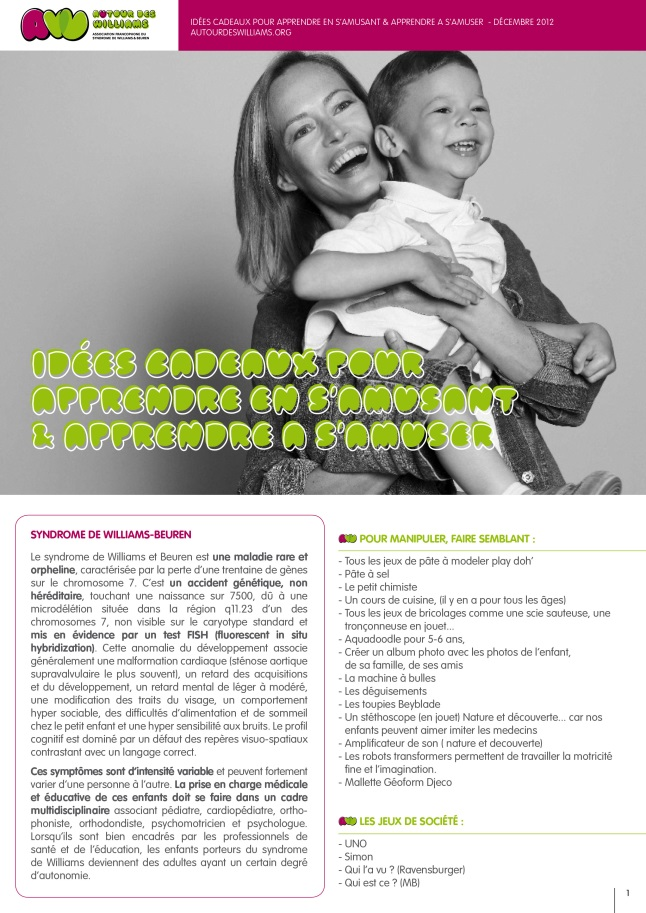 AUTOUR DES
WILLIAMS
ASSOCIATION FRANCOPHONE DU
SYNDROME DE WILLIAMS & BEUREN
IDÉES CADEAUX POUR APPRENDRE EN S'AMUSANT & APPRENDRE A S'AMUSER - DÉCEMBRE 2012
AUTOURDESWILLIAMS.ORG
IDÉES CADEAUX POUR
APPRENDRE EN S'AMUSANT
& APPRENDRE A S'AMUSER
SYNDROME DE WILLIAMS-BEUREN
Le syndrome de Williams et Beuren est une maladie rare et
orpheline, caractérisée par la perte d'une trentaine de gènes
sur le chromosome 7. C'est un accident génétique, non
héréditaire, touchant une naissance sur 7500, dû à une
microdélétion située dans la région q11.23 d'un des
chromosomes 7, non visible sur le caryotype standard et
mis en évidence par un test FISH (fluorescent in situ
hybridization). Cette anomalie du développement associe
généralement une malformation cardiaque (sténose aortique
supravalvulaire le plus souvent), un retard des acquisitions
et du développement, un retard mental de léger à modéré,
une modification des traits du visage, un comportement
hyper sociable, des difficultés d'alimentation et de sommeil
chez le petit enfant et une hyper sensibilité aux bruits. Le profil
cognitif est dominé par un défaut des repères visuo-spatiaux
contrastant avec un langage correct.
Ces symptômes sont d'intensité variable et peuvent fortement
varier d'une personne à l'autre. La prise en charge médicale
et éducative de ces enfants doit se faire dans un cadre
multidisciplinaire associant pédiatre, cardiopédiatre, ortho-
phoniste, orthodondiste, psychomotricien et psychologue.
Lorsqu'ils sont bien encadrés par les professionnels de
santé et de l'éducation, les enfants porteurs du syndrome
de Williams deviennent des adultes ayant un certain degré
d'autonomie.
POUR MANIPULER, FAIRE SEMBLANT :
- Tous les jeux de pâte à modeler play doh'
- Pâte à sel
- Le petit chimiste
- Un cours de cuisine, (il y en a pour tous les âges)
- Tous les jeux de bricolages comme une scie sauteuse, une
tronçonneuse en jouet...
- Aquadoodle pour 5-6 ans,
- Créer un album photo avec les photos de l'enfant,
de sa famille, de ses amis
- La machine à bulles
- Les déguisements
- Les toupies Beyblade
- Un stéthoscope (en jouet) Nature et découverte... car nos
enfants peuvent aimer imiter les medecins
- Amplificateur de son ( nature et decouverte)
- Les robots transformers permettent de travailler la motricité
fine et l'imagination.
- Mallette Géoform Djeco
LES JEUX DE SOCIÉTÉ :
- UNO
- Simon
- Qui l'a vu ? (Ravensburger)
- Qui est ce ? (MB)
1